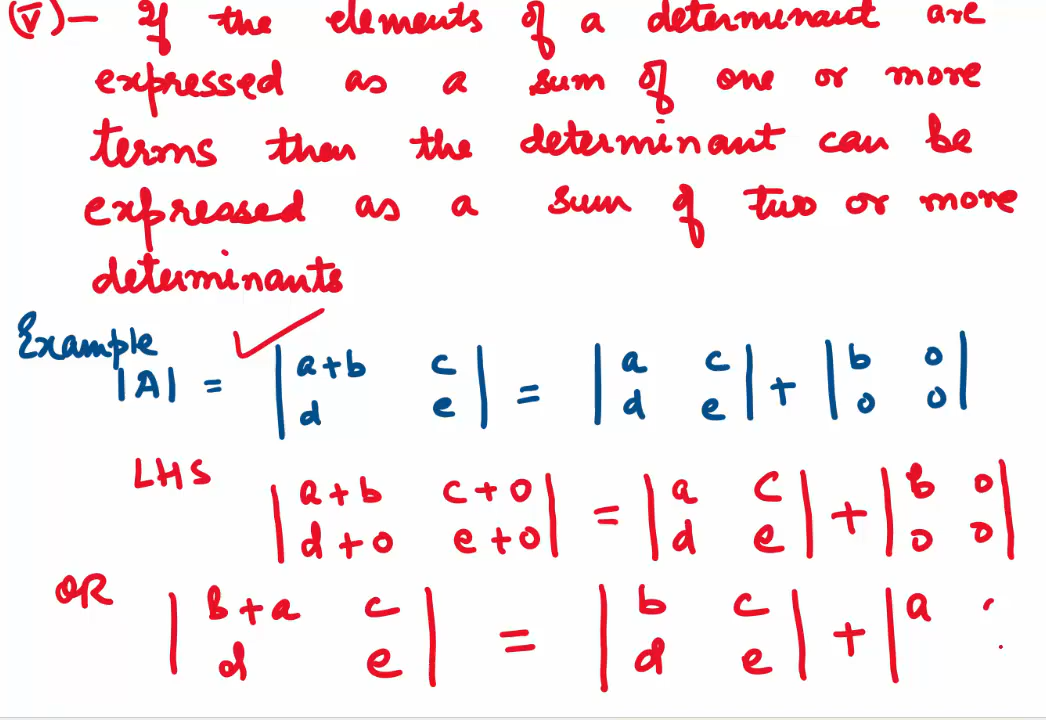 (v)- If the elements of a determinant are
expressed as a sum of one or more
terms then the determinant can be
expressed as a sum of two or more
determinants
Example
|A| = | a+b c | = | a c | + | b 0 |
| d e | | d e | | 0 0 |
LHS
| a+b c+0 | = | a c | + | b 0 |
| d+0 e+0 | | d e | | 0 0 |
OR
| b+a c | = | b c | + | a
| d e | | d e |